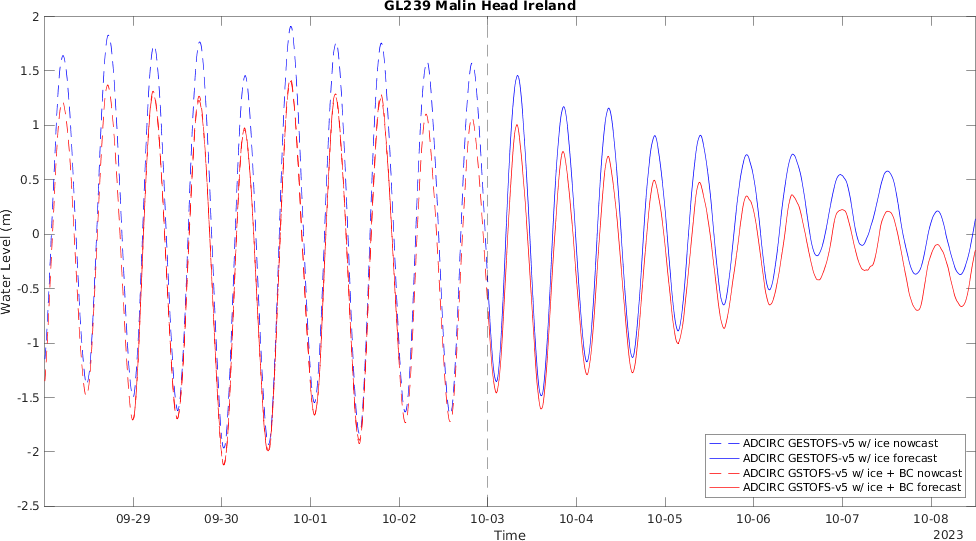 GL239 Malin Head Ireland
2
1.5
1
0.5
0
-0.5
-1
-1.5
-2
-2.5
Water Level (m)
ADCIRC GESTOFS-v5 w/ ice nowcast
ADCIRC GESTOFS-v5 w/ ice forecast
ADCIRC GSTOFS-v5 w/ ice + BC nowcast
ADCIRC GSTOFS-v5 w/ ice + BC forecast
09-29 09-30 10-01 10-02 10-03 10-04 10-05 10-06 10-07 10-08
Time
2023